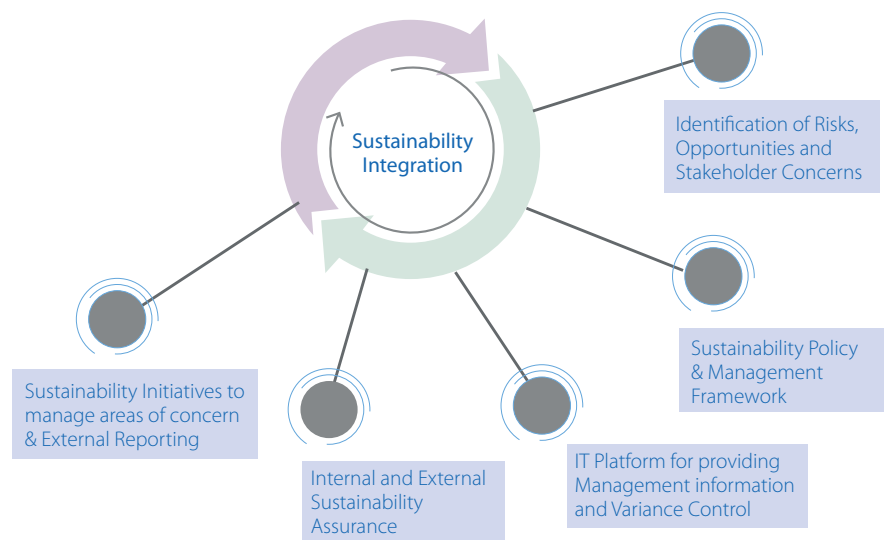 Sustainability
Integration
Identification of Risks,
Opportunities and
Stakeholder Concerns
Sustainability Policy
& Management
Framework
IT Platform for providing
Management information
and Variance Control
Internal and External
Sustainability
Assurance
Sustainability Initiatives to
manage areas of concern
& External Reporting